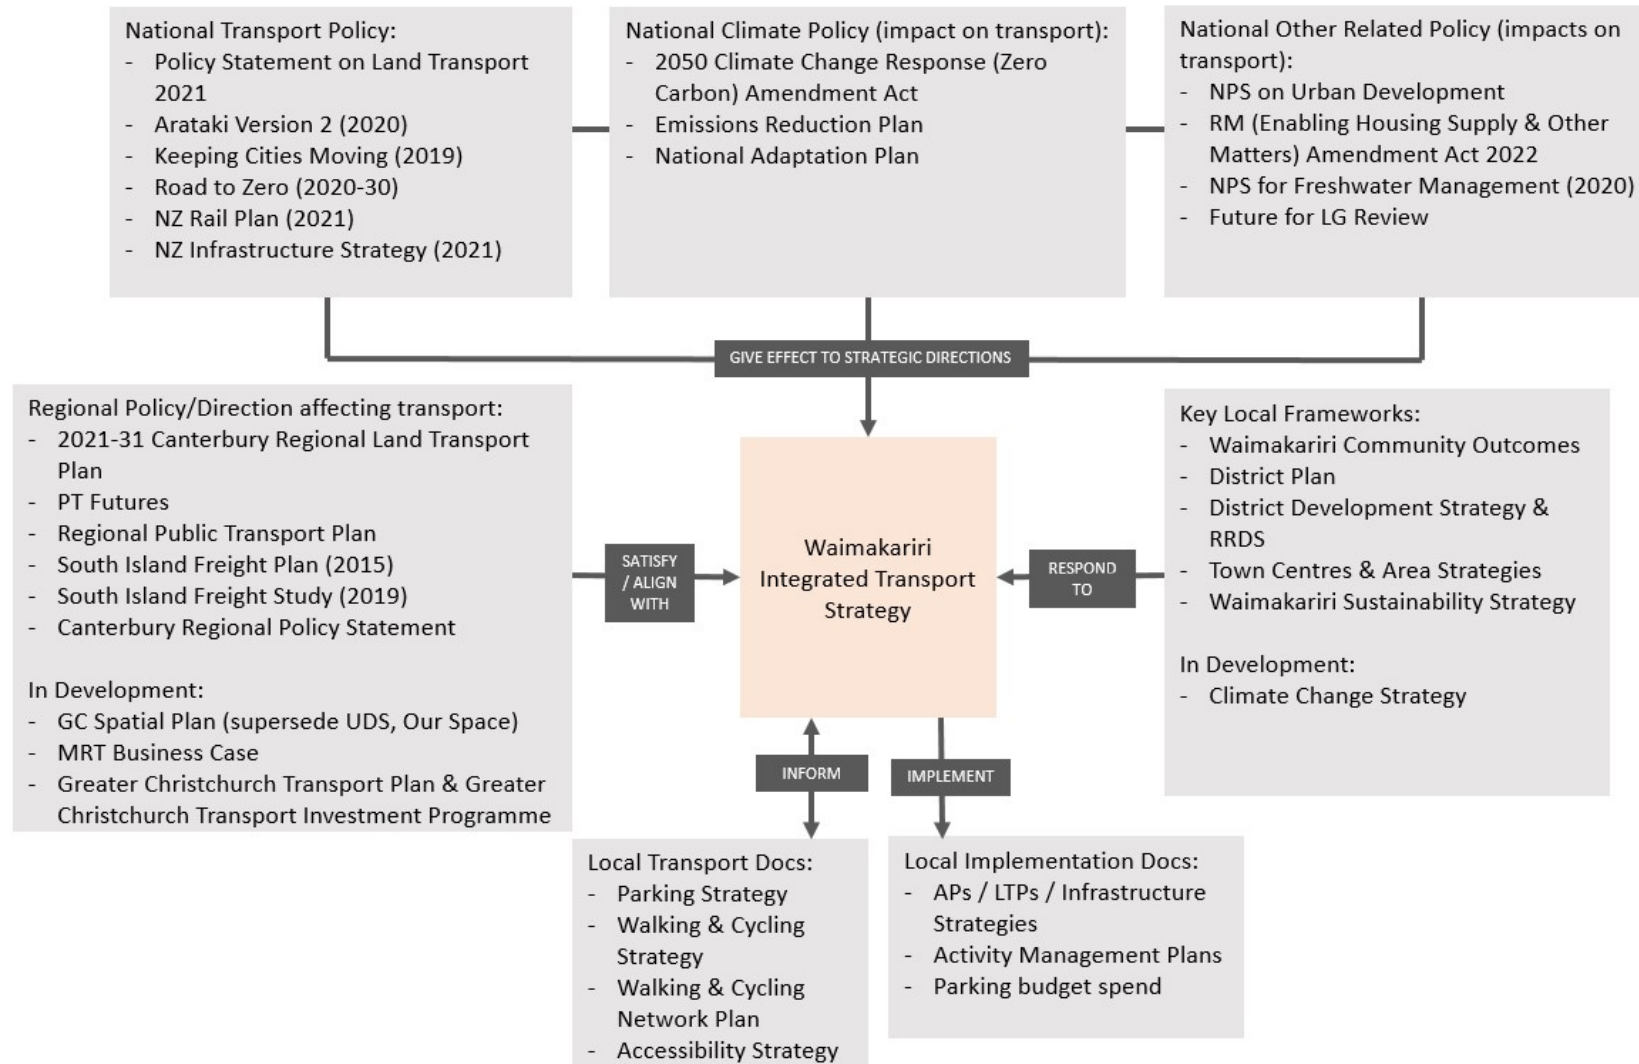 National Transport Policy:
- Policy Statement on Land Transport
2021
- Arataki Version 2 (2020)
- Keeping Cities Moving (2019)
- Road to Zero (2020-30)
- NZ Rail Plan (2021)
- NZ Infrastructure Strategy (2021)
National Climate Policy (impact on transport):
- 2050 Climate Change Response (Zero
Carbon) Amendment Act
- Emissions Reduction Plan
- National Adaptation Plan
National Other Related Policy (impacts on
transport):
- NPS on Urban Development
- RM (Enabling Housing Supply & Other
Matters) Amendment Act 2022
- NPS for Freshwater Management (2020)
- Future for LG Review
GIVE EFFECT TO STRATEGIC DIRECTIONS
Regional Policy/Direction affecting transport:
- 2021-31 Canterbury Regional Land Transport
Plan
- PT Futures
- Regional Public Transport Plan
- South Island Freight Plan (2015)
- South Island Freight Study (2019)
- Canterbury Regional Policy Statement
In Development:
- GC Spatial Plan (supersede UDS, Our Space)
- MRT Business Case
- Greater Christchurch Transport Plan & Greater
Christchurch Transport Investment Programme
SATISFY
/ ALIGN
WITH
Waimakariri
Integrated Transport
Strategy
RESPOND
TO
Key Local Frameworks:
- Waimakariri Community Outcomes
- District Plan
- District Development Strategy &
RRDS
- Town Centres & Area Strategies
- Waimakariri Sustainability Strategy
In Development:
- Climate Change Strategy
INFORM
IMPLEMENT
Local Transport Docs:
- Parking Strategy
- Walking & Cycling
Strategy
- Walking & Cycling
Network Plan
- Accessibility Strategy
Local Implementation Docs:
- APs / LTPs / Infrastructure
Strategies
- Activity Management Plans
- Parking budget spend